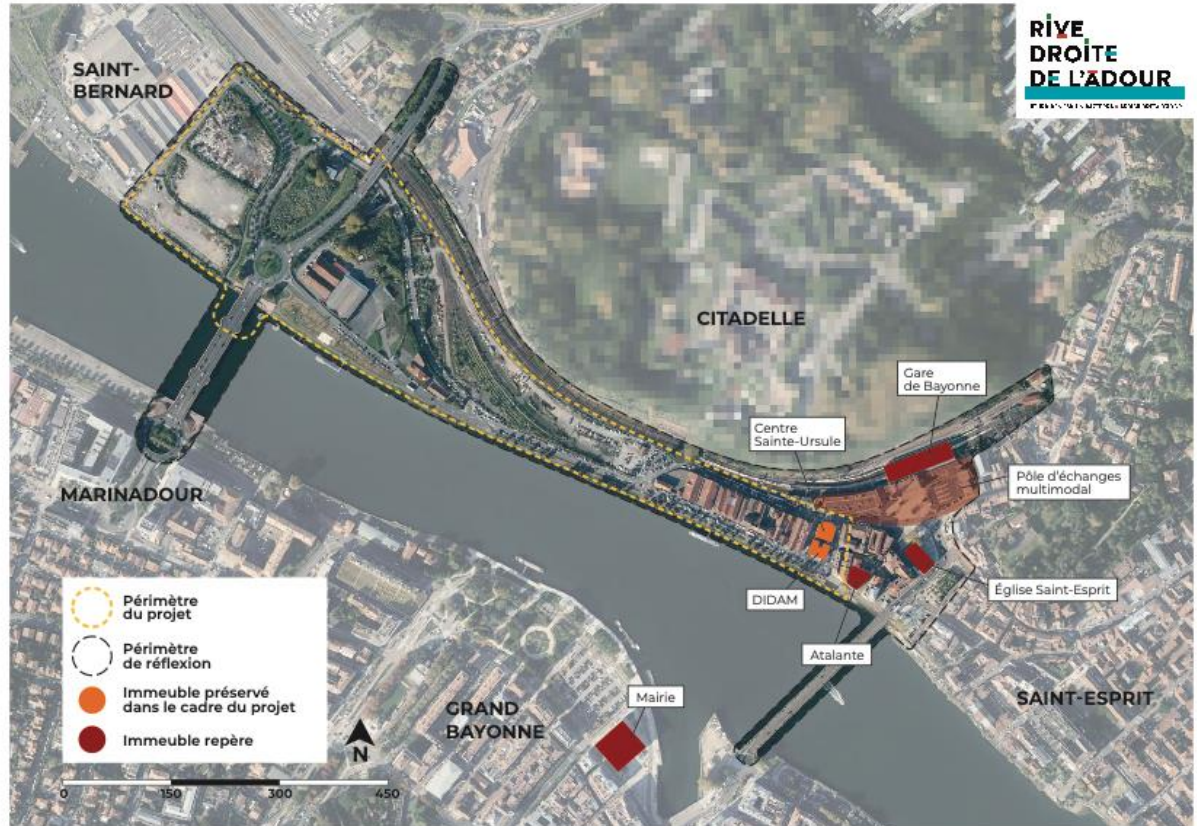 RIVE
DROITE
DE L'ADOUR
SAINT-
BERNARD
CITADELLE
Gare
de Bayonne
Centre
Sainte-Ursule
Pôle d'échanges
multimodal
MARINADOUR
Église Saint-Esprit
DIDAM
Atalante
Mairie
GRAND
BAYONNE
SAINT-ESPRIT
Périmètre
du projet
Périmètre
de réflexion
Immeuble préservé
dans le cadre du projet
Immeuble repère
N
0 150 300 450